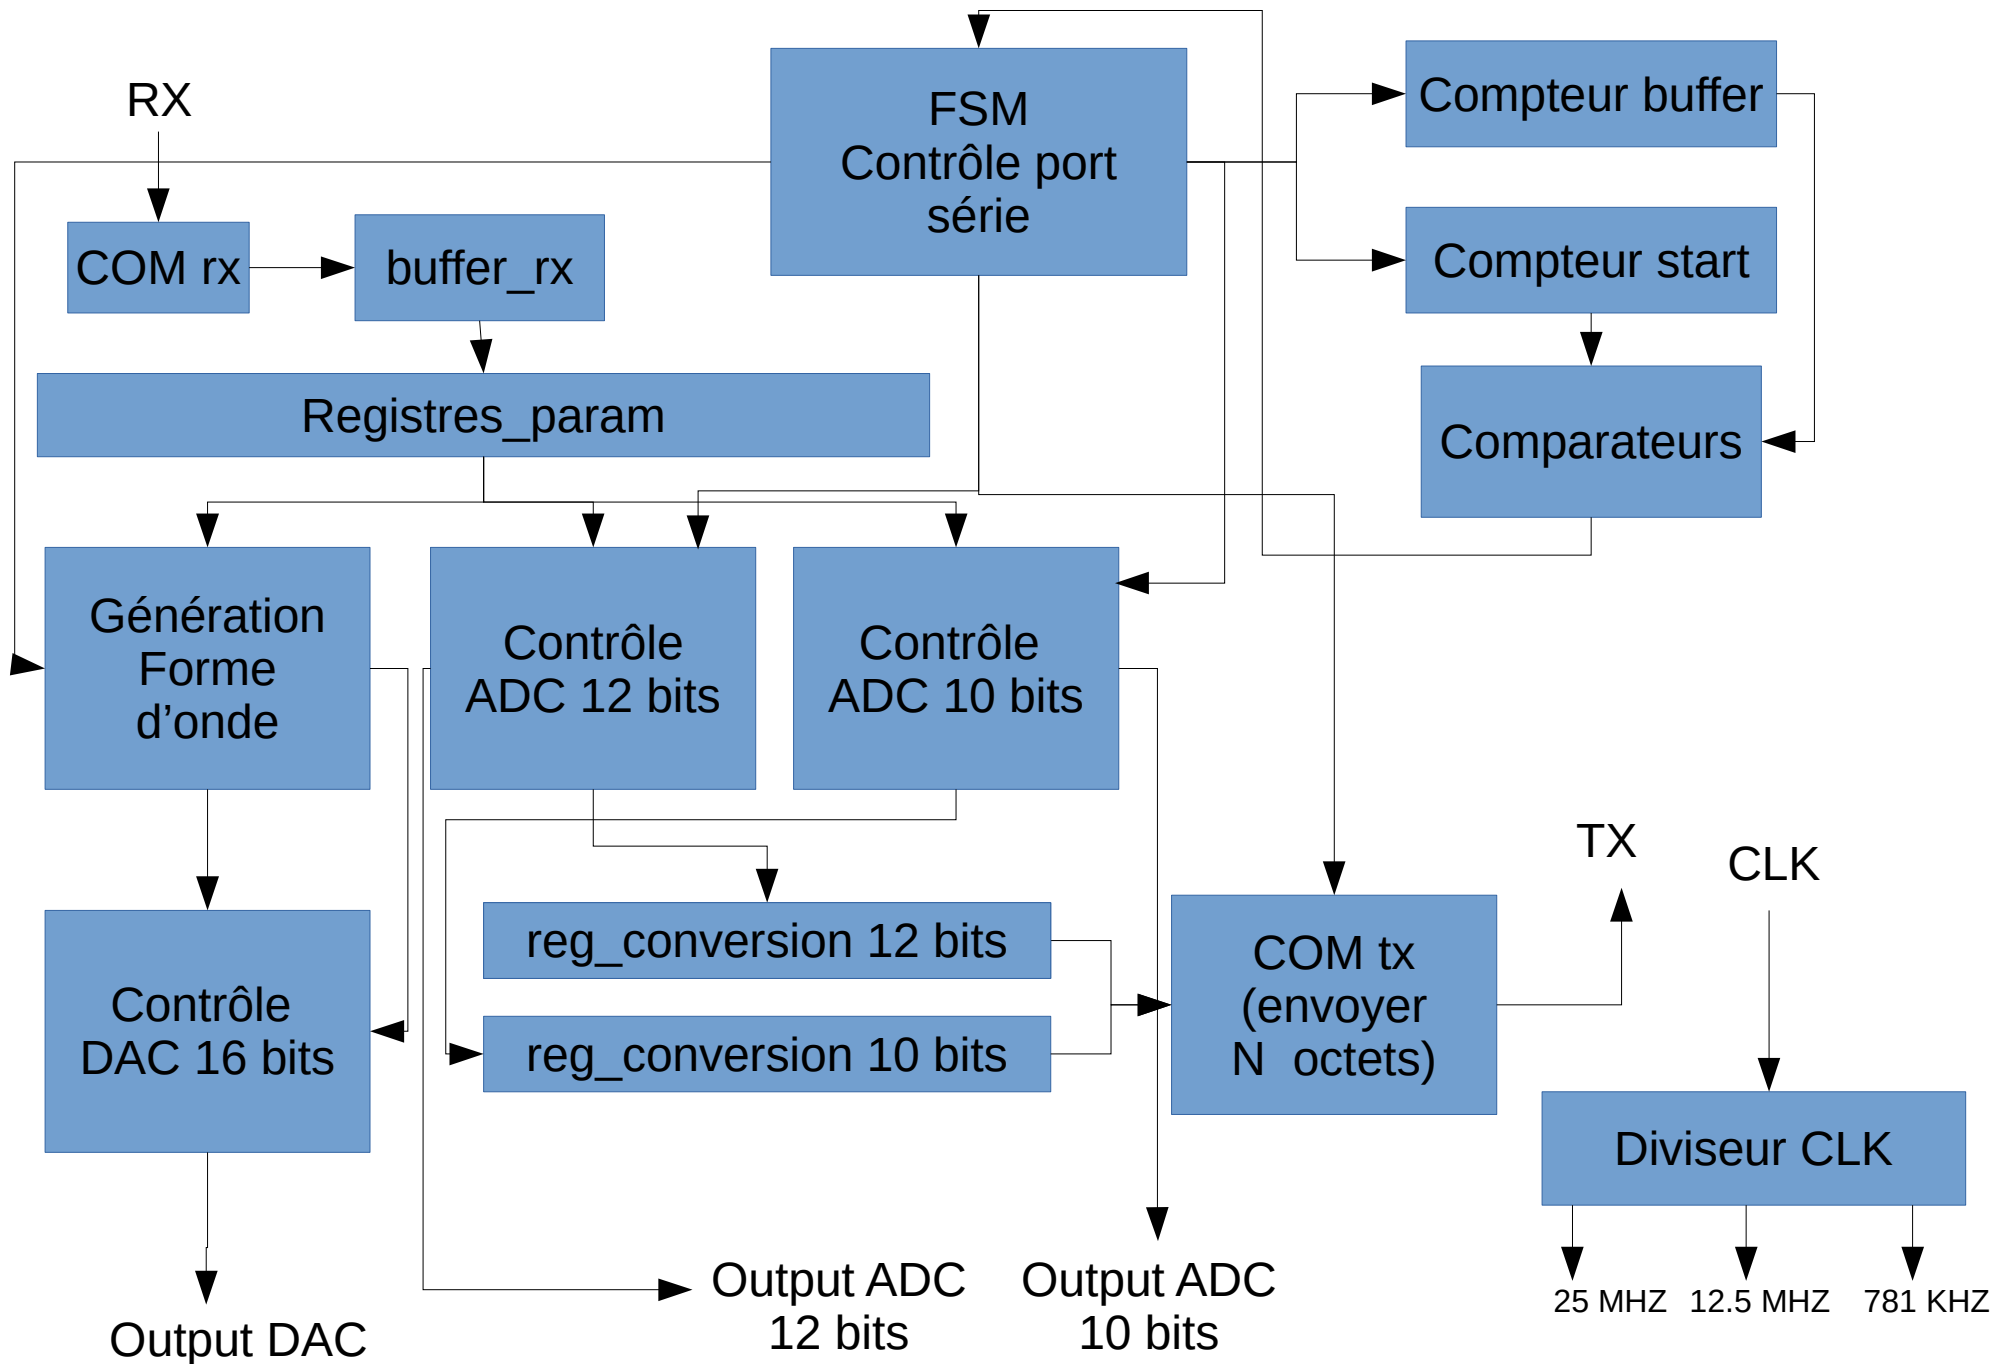 RX
FSM
Contrôle port
série
Compteur buffer
COM rx
buffer_rx
Compteur start
Registres_param
Comparateurs
Génération
Forme
d’onde
Contrôle
ADC 12 bits
Contrôle
ADC 10 bits
TX
CLK
reg_conversion 12 bits
reg_conversion 10 bits
COM tx
(envoyer
N  octets)
Contrôle
DAC 16 bits
Diviseur CLK
25 MHZ
12.5 MHZ
781 KHZ
Output ADC
12 bits
Output ADC
10 bits
Output DAC